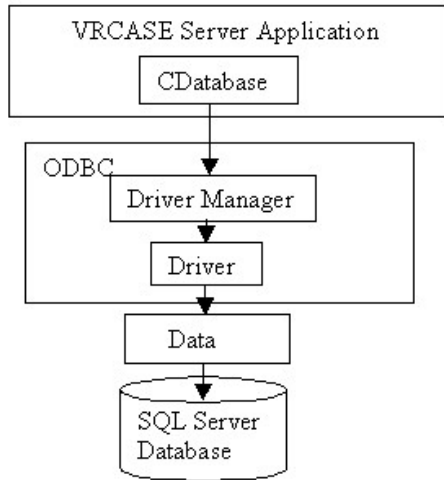 VRCASE Server Application
CDatabase
ODBC
Driver Manager
Driver
Data
SQL Server
Database